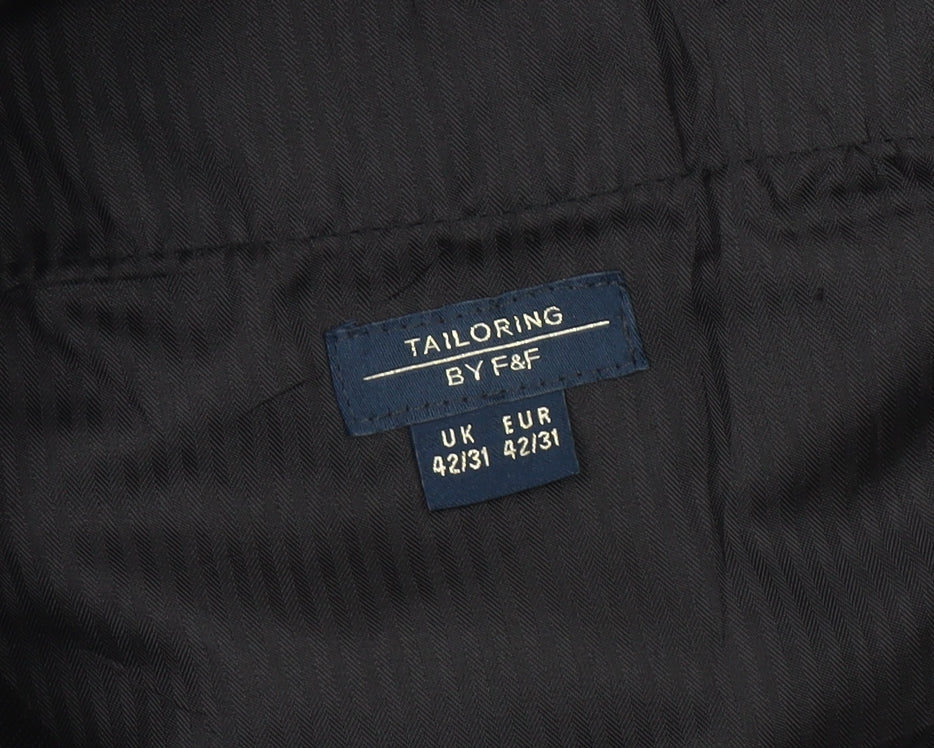 TAILORING
BY F&F
UK EUR
42/31 42/31